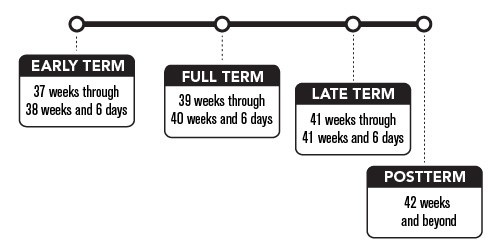 EARLY TERM
37 weeks through
38 weeks and 6 days
FULL TERM
39 weeks through
40 weeks and 6 days
LATE TERM
41 weeks through
41 weeks and 6 days
POSTTERM
42 weeks
and beyond